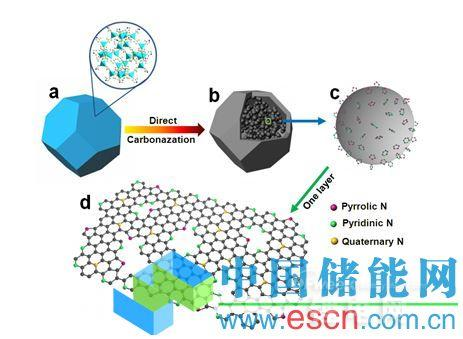 a
b
c
Direct
Carbonazation
One layer
d
Pyrrolic N
Pyridinic N
Quaternary N
中国储能网
www.escn.com.cn